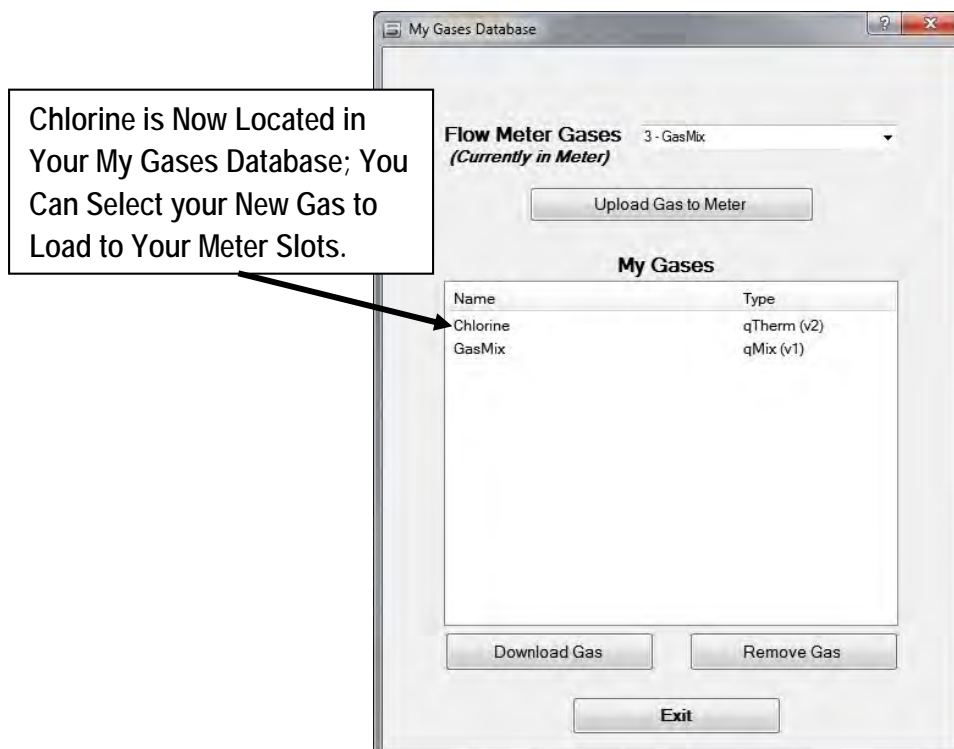 My Gases Database
?
x
Chlorine is Now Located in
Your My Gases Database; You
Can Select your New Gas to
Load to Your Meter Slots.
Flow Meter Gases
3 - GasMix
(Currently in Meter)
Upload Gas to Meter
My Gases
Name Type
Chlorine qTherm (v2)
GasMix qMix (v1)
Download Gas
Remove Gas
Exit